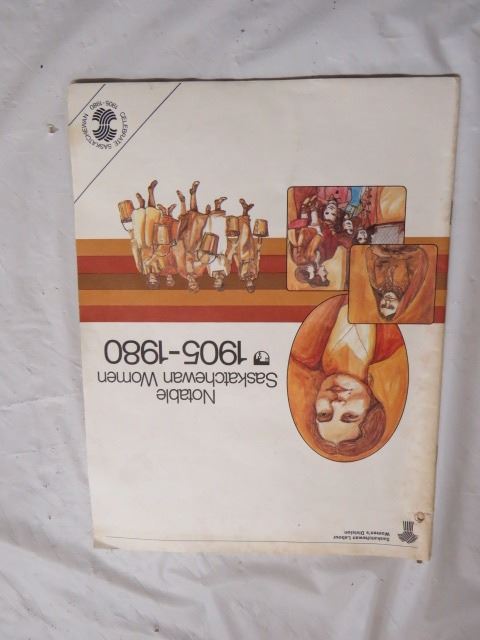 Saskatchewan Labour
Women's Division
Notable
Saskatchewan Women
1905-1980
CELEBRATE SASKATCHEWAN
1905-1980